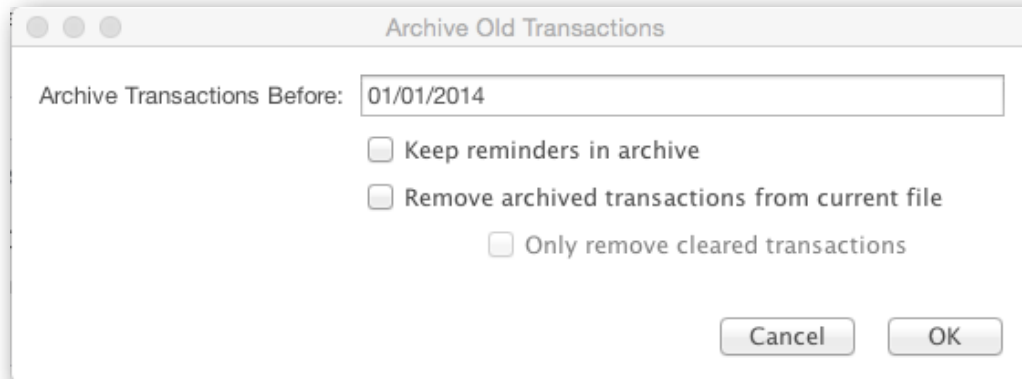 Archive Old Transactions
Archive Transactions Before: 01/01/2014
Keep reminders in archive
Remove archived transactions from current file
Only remove cleared transactions
Cancel OK